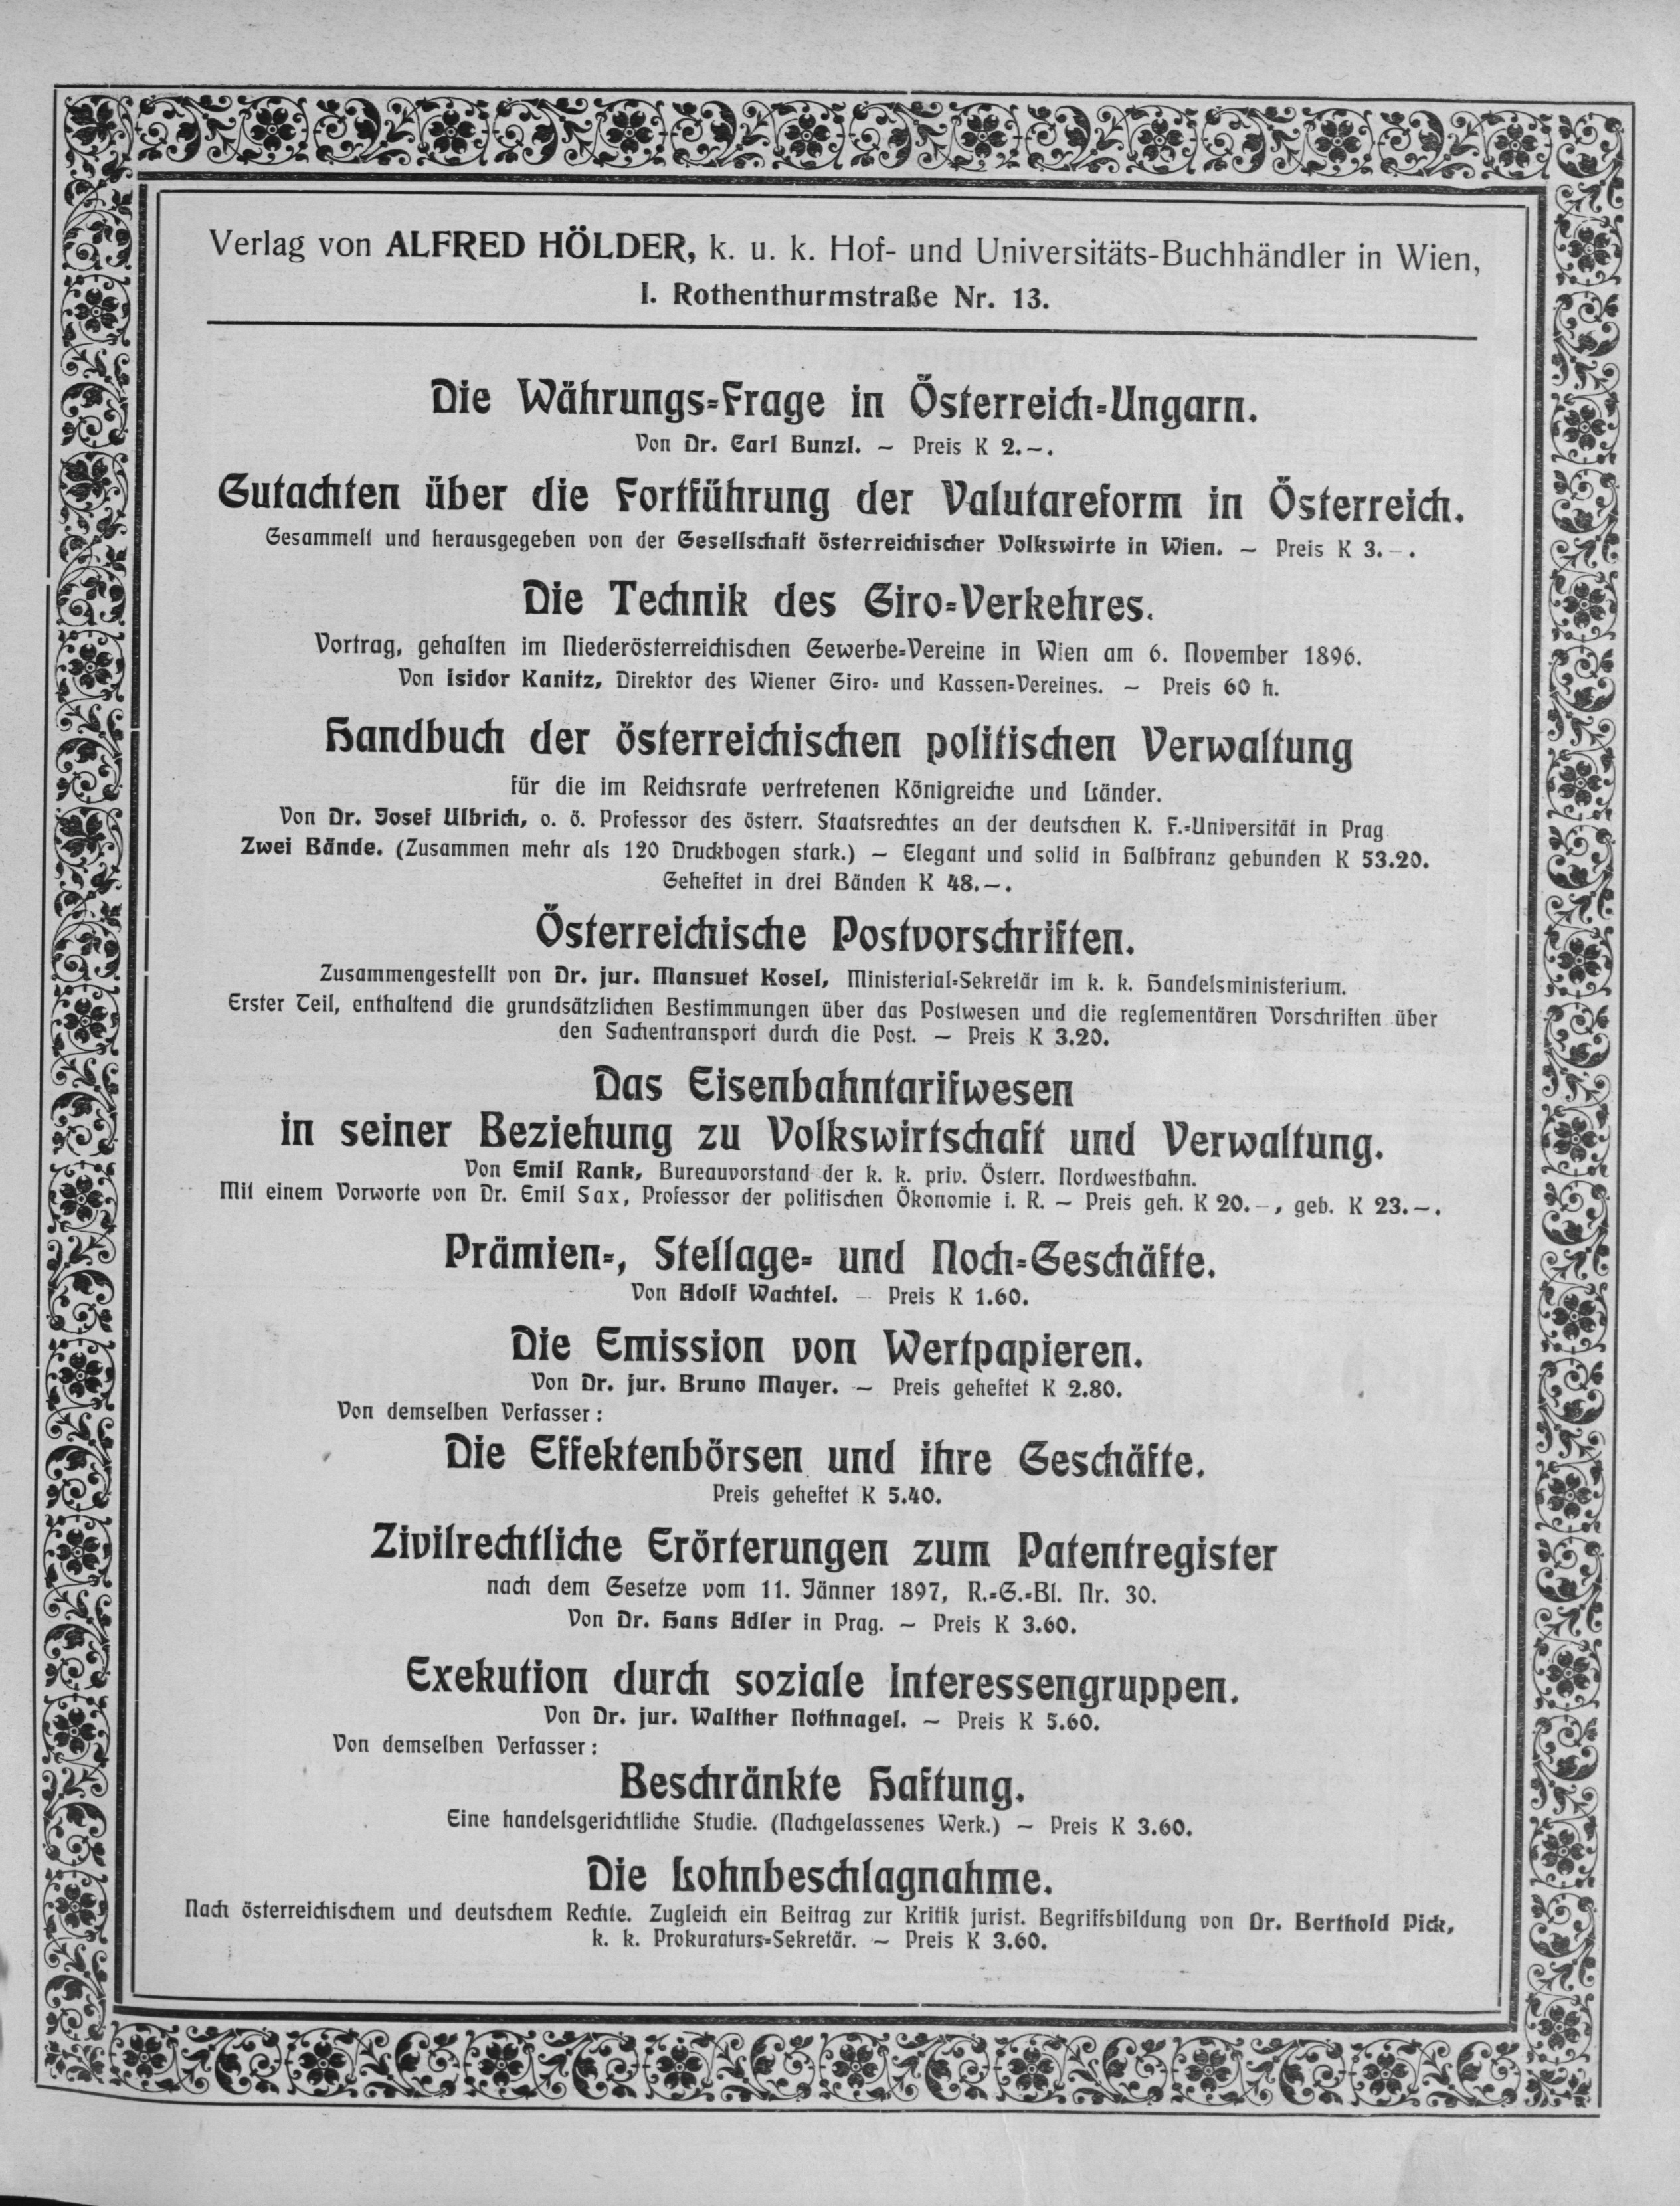 Verlag von ALFRED HÖLDER, k. u. k. Hof- und Universitäts-Buchhändler in Wien,
I. Rothenthurmstraße Nr. 13.
Die Währungs-Frage in Österreich-Ungarn.
Von Dr. Carl Bunzl. — Preis K 2.—.
Gutachten über die Fortführung der Valutareform in Österreich.
Gesammelt und herausgegeben von der Gesellschaft österreichischer Volkswirte in Wien. — Preis K 3.—.
Die Technik des Giro-Verkehres.
Vortrag, gehalten im Niederösterreichischen Gewerbe-Vereine in Wien am 6. November 1896.
Von Isidor Kanitz, Direktor des Wiener Giro- und Kassen-Vereines. — Preis 60 h.
Handbuch der österreichischen politischen Verwaltung
für die im Reichsrate vertretenen Königreiche und Länder.
Von Dr. Josef Ulbrich, o. ö. Professor des österr. Staatsrechtes an der deutschen K. F.-Universität in Prag
Zwei Bände. (Zusammen mehr als 120 Druckbogen stark.) — Elegant und solid in Halbfranz gebunden K 53.20.
Geheftet in drei Bänden K 48.—.
Österreichische Postvorschriften.
Zusammengestellt von Dr. jur. Mansuet Kosel, Ministerial-Sekretär im k. k. Handelsministerium.
Erster Teil, enthaltend die grundsätzlichen Bestimmungen über das Postwesen und die reglementären Vorschriften über
den Sachentransport durch die Post. — Preis K 3.20.
Das Eisenbahntarifwesen
in seiner Beziehung zu Volkswirtschaft und Verwaltung.
Von Emil Rank, Bureauvorstand der k. k. priv. Österr. Nordwestbahn.
Mit einem Vorworte von Dr. Emil Sax, Professor der politischen Ökonomie i. R. — Preis geh. K 20.—, geb. K 23.—.
Prämien-, Stellage- und Noch-Geschäfte.
Von Adolf Wachtel. — Preis K 1.60.
Die Emission von Wertpapieren.
Von Dr. jur. Bruno Mayer. — Preis geheftet K 2.80.
Von demselben Verfasser:
Die Effektenbörsen und ihre Geschäfte.
Preis geheftet K 5.40.
Zivilrechtliche Erörterungen zum Patentregister
nach dem Gesetze vom 11. Jänner 1897, R.-G.-Bl. Nr. 30.
Von Dr. Hans Adler in Prag. — Preis K 3.60.
Exekution durch soziale Interessengruppen.
Von Dr. jur. Walther Nothnagel. — Preis K 5.60.
Von demselben Verfasser:
Beschränkte Haftung.
Eine handelsgerichtliche Studie. (Nachgelassenes Werk.) — Preis K 3.60.
Die Lohnbeschlagnahme.
Nach österreichischem und deutschem Rechte. Zugleich ein Beitrag zur Kritik jurist. Begriffsbildung von Dr. Berthold Pick,
k. k. Prokuraturs-Sekretär. — Preis K 3.60.